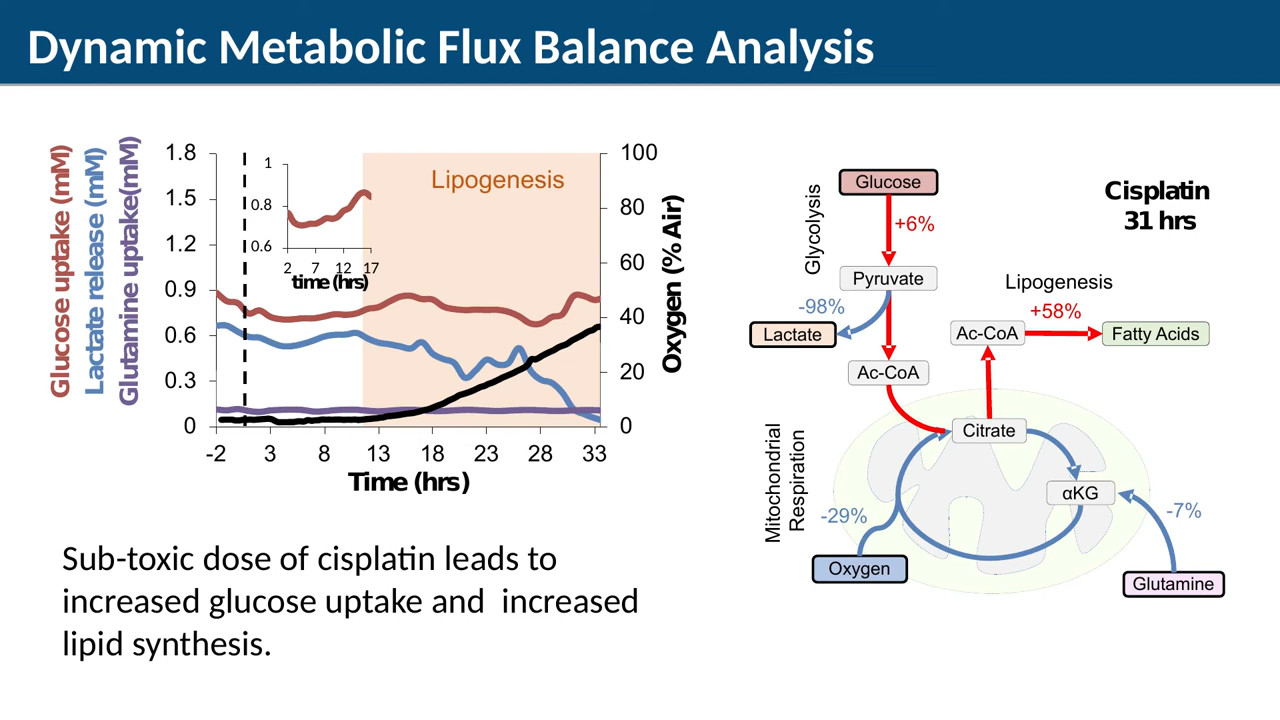 Dynamic Metabolic Flux Balance Analysis
Glucose uptake (mM)
Lactate release (mM)
Glutamine uptake(mM)
1.8
1.5
1.2
0.9
0.6
0.3
0
1
0.8
0.6
2 7 12 17
time (hrs)
Lipogenesis
100
80
60
40
20
0
Oxygen (% Air)
-2 3 8 13 18 23 28 33
Time (hrs)
Sub-toxic dose of cisplatin leads to
increased glucose uptake and increased
lipid synthesis.
Cisplatin
31 hrs
Glycolysis
Glucose
+6%
Pyruvate
-98%
Lactate
Ac-CoA
Lipogenesis
+58%
Ac-CoA
Fatty Acids
Mitochondrial
Respiration
Citrate
αKG
-29%
-7%
Oxygen
Glutamine